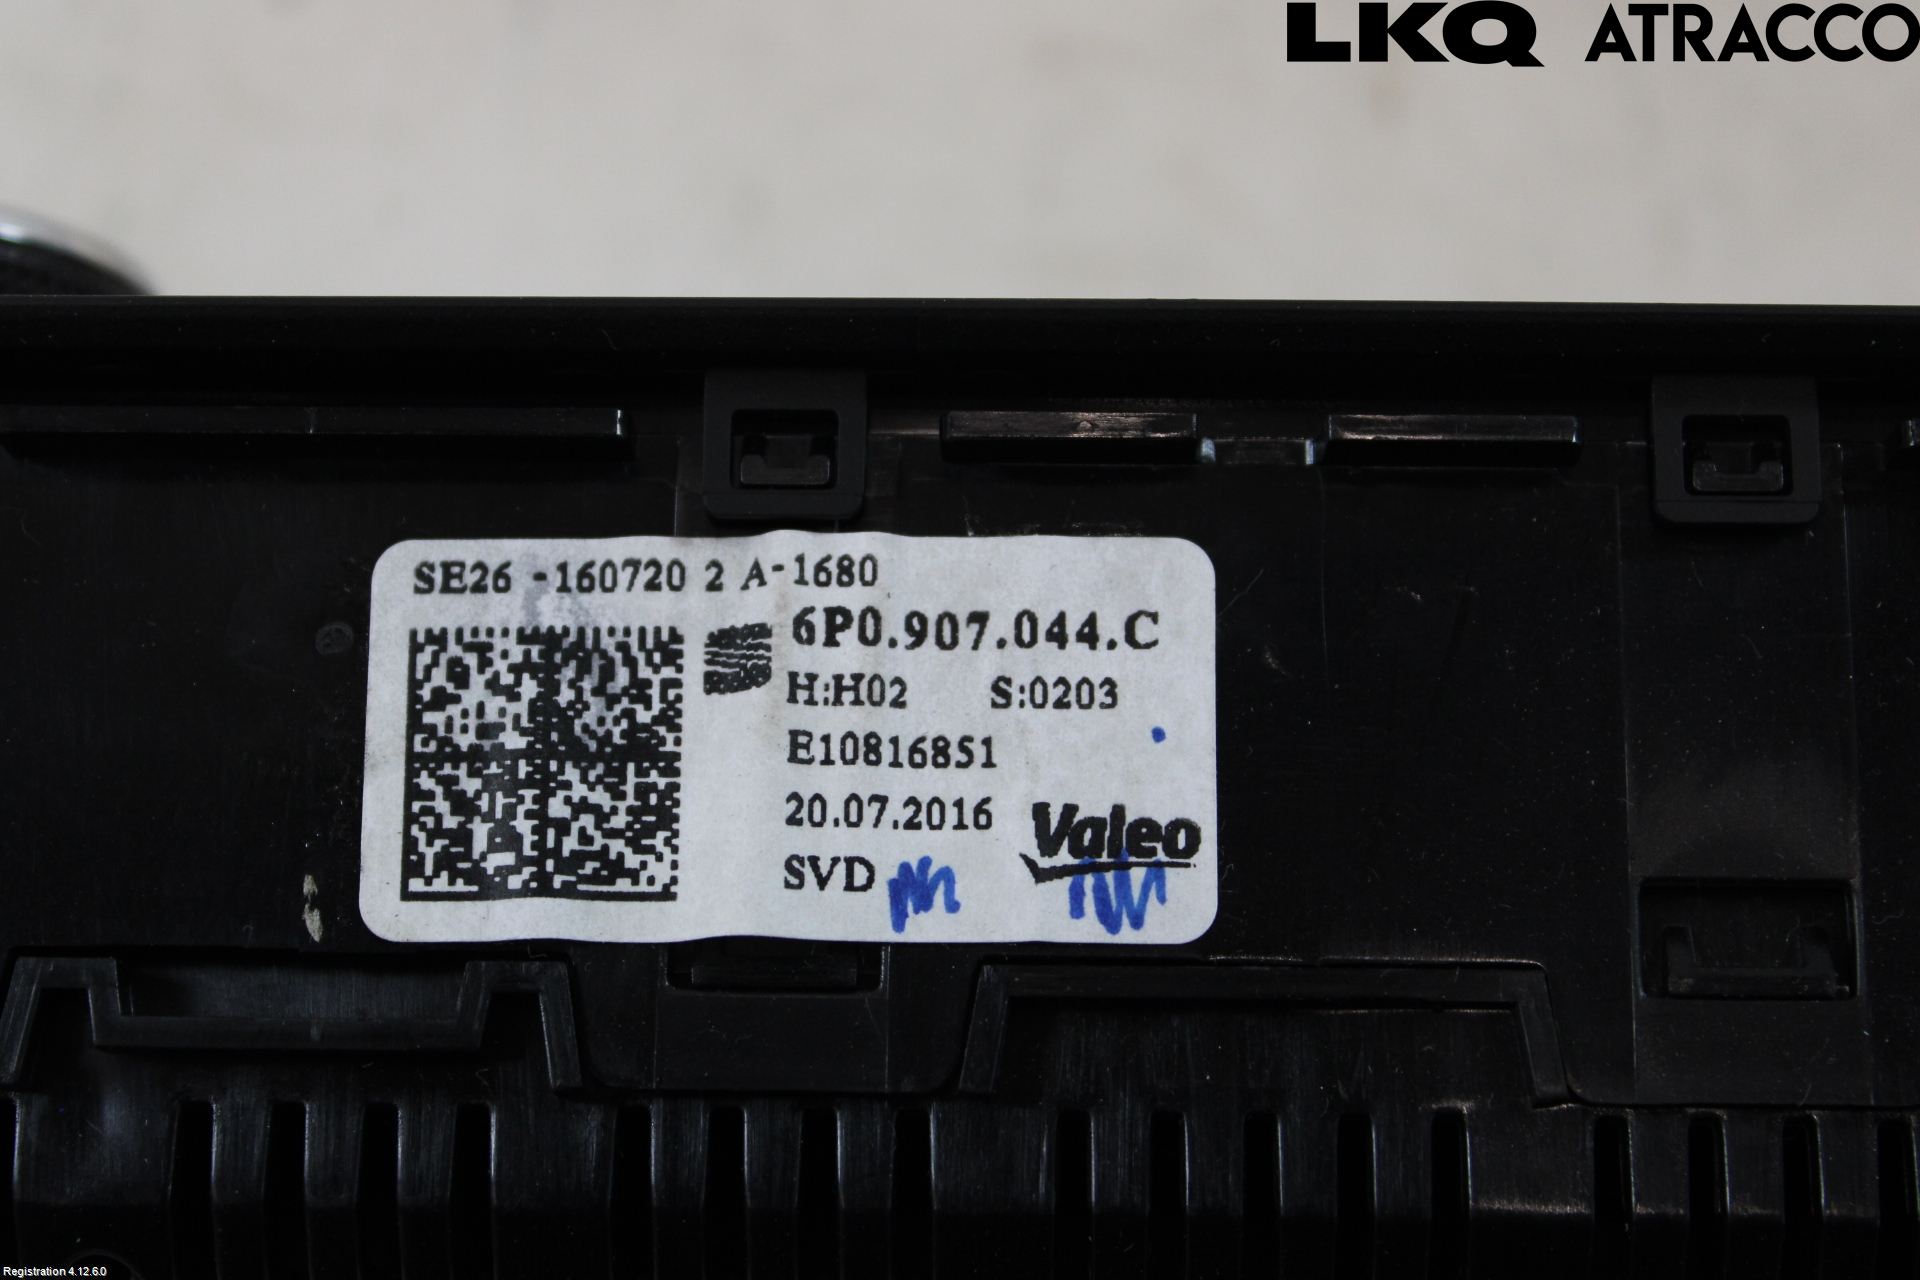 LKQ ATRACCO
SE26 -160720 2 A-1680
6P0.907.044.C
H:H02 S:0203
E10816851
20.07.2016
Valeo
SVD
Registration 4.12.6.0